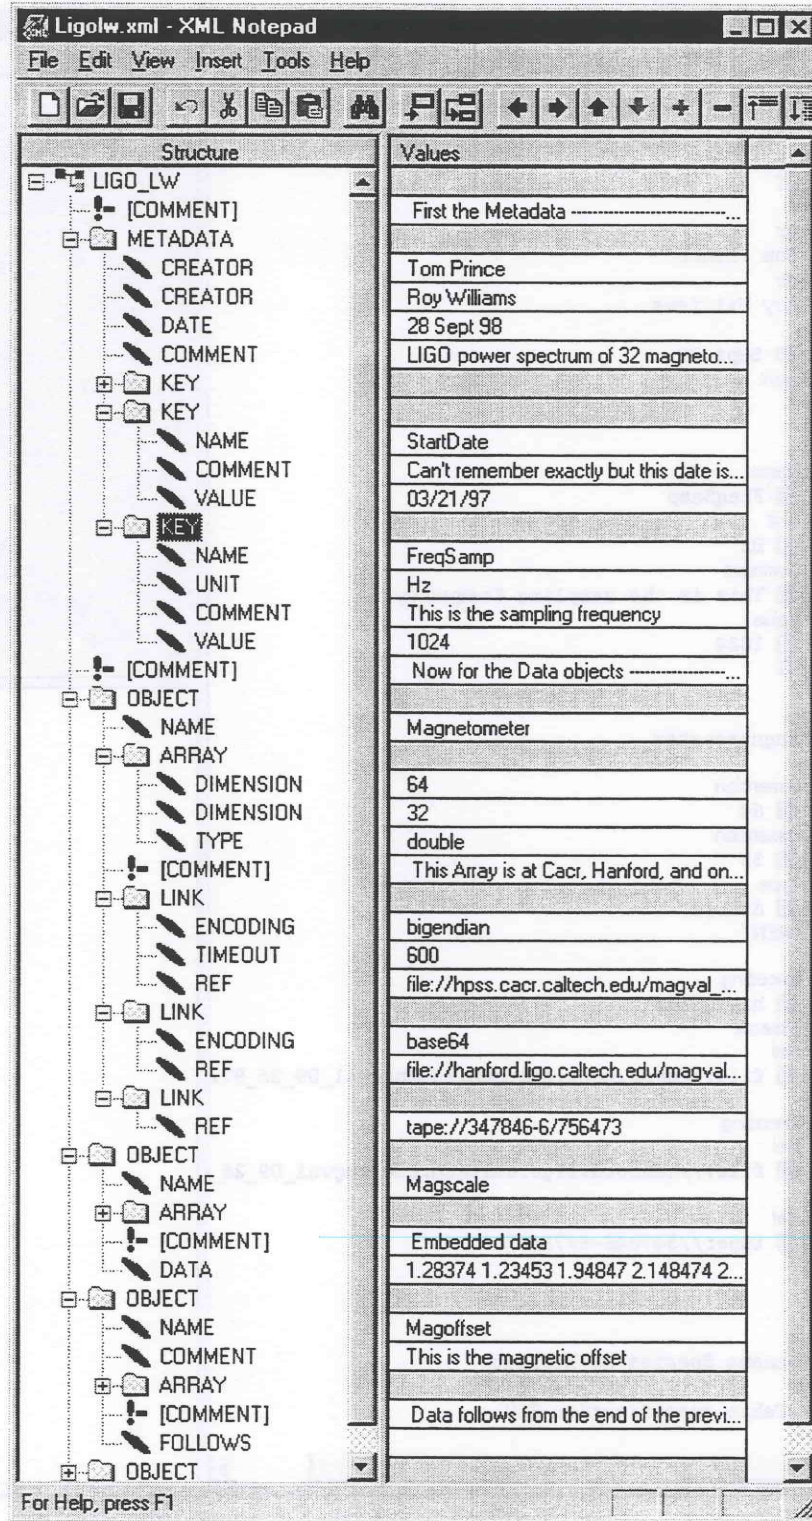 Ligolw.xml - XML Notepad
File Edit View Insert Tools Help
Structure Values
LIGO_LW
[COMMENT] First the Metadata ---------------------------...
METADATA
CREATOR Tom Prince
CREATOR Roy Williams
DATE 28 Sept 98
COMMENT LIGO power spectrum of 32 magneto...
KEY
KEY
NAME StartDate
COMMENT Can't remember exactly but this date is...
VALUE 03/21/97
KEY
NAME FreqSamp
UNIT Hz
COMMENT This is the sampling frequency
VALUE 1024
[COMMENT] Now for the Data objects -----------------...
OBJECT
NAME Magnetometer
ARRAY
DIMENSION 64
DIMENSION 32
TYPE double
[COMMENT] This Array is at Cacr, Hanford, and on...
LINK
ENCODING bigendian
TIMEOUT 600
REF file://hpss.cacr.caltech.edu/magval_...
LINK
ENCODING base64
REF file://hanford.ligo.caltech.edu/magval...
LINK
REF tape://347846-6/756473
OBJECT
NAME Magscale
ARRAY
[COMMENT] Embedded data
DATA 1.28374 1.23453 1.94847 2.148474 2...
OBJECT
NAME Magoffset
COMMENT This is the magnetic offset
ARRAY
[COMMENT] Data follows from the end of the previ...
FOLLOWS
OBJECT
For Help, press F1